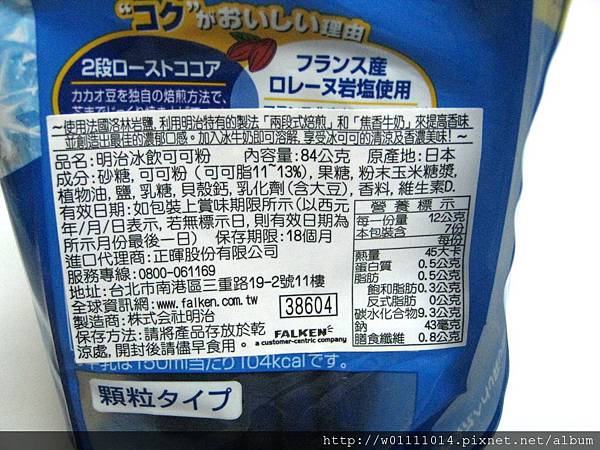 “コク”がおいしい理由
2段ローストココア
カカオ豆を独自の焙煎方法で、
フランス産
ロレーヌ岩塩使用
~使用法國洛林岩鹽,利用明治特有的製法「兩段式焙煎」和「焦香牛奶」來提高香味
並創造出最佳的濃郁口感。加入冰牛奶即可溶解,享受冰可可的清涼及香濃美味!~
品名:明治冰飲可可粉 內容量:84公克 原產地:日本
成分:砂糖,可可粉(可可脂11~13%),果糖,粉末玉米糖漿,
植物油,鹽,乳糖,貝殼鈣,乳化劑(含大豆),香料,維生素D.
有效日期:如包裝上賞味期限所示(以西元
年/月/日表示,若無標示日,則有效日期為
所示月份最後一日) 保存期限:18個月
進口代理商:正暉股份有限公司
服務專線:0800-061169
地址:台北市南港區三重路19-2號11樓
全球資訊網:www.falken.com.tw
製造商:株式会社明治
保存方法:請將產品存放於乾
涼處,開封後請儘早食用。
38604
FALKEN
a customer-centric company
營養標示
每一份量 12公克
本包裝含 7份
每份
熱量 45大卡
蛋白質 0.5公克
脂肪 0.5公克
飽和脂肪 0.3公克
反式脂肪 0公克
碳水化合物 9.3公克
鈉 43毫克
膳食纖維 0.8公克
牛乳は150ml当たり104kcalです。
顆粒タイプ
http://w01111014.pixnet.net/album